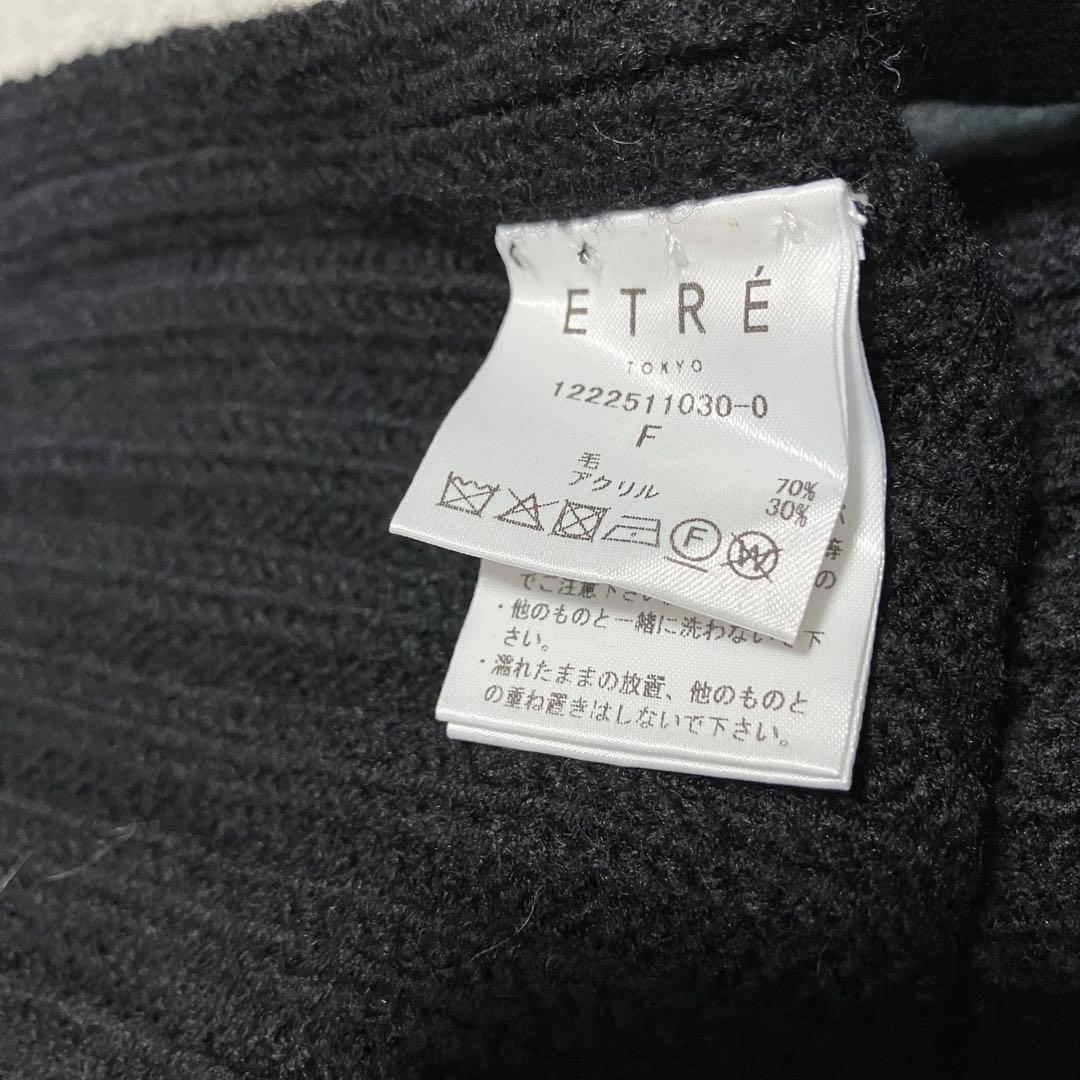 ETRÉ
TOKYO
1222511030-0
F
毛 70%
アクリル 30%
F
W
等
の
でご注意下さい
・他のものと一緒に洗わないで下
さい。
・濡れたままの放置、他のものと
の重ね置きはしないで下さい。